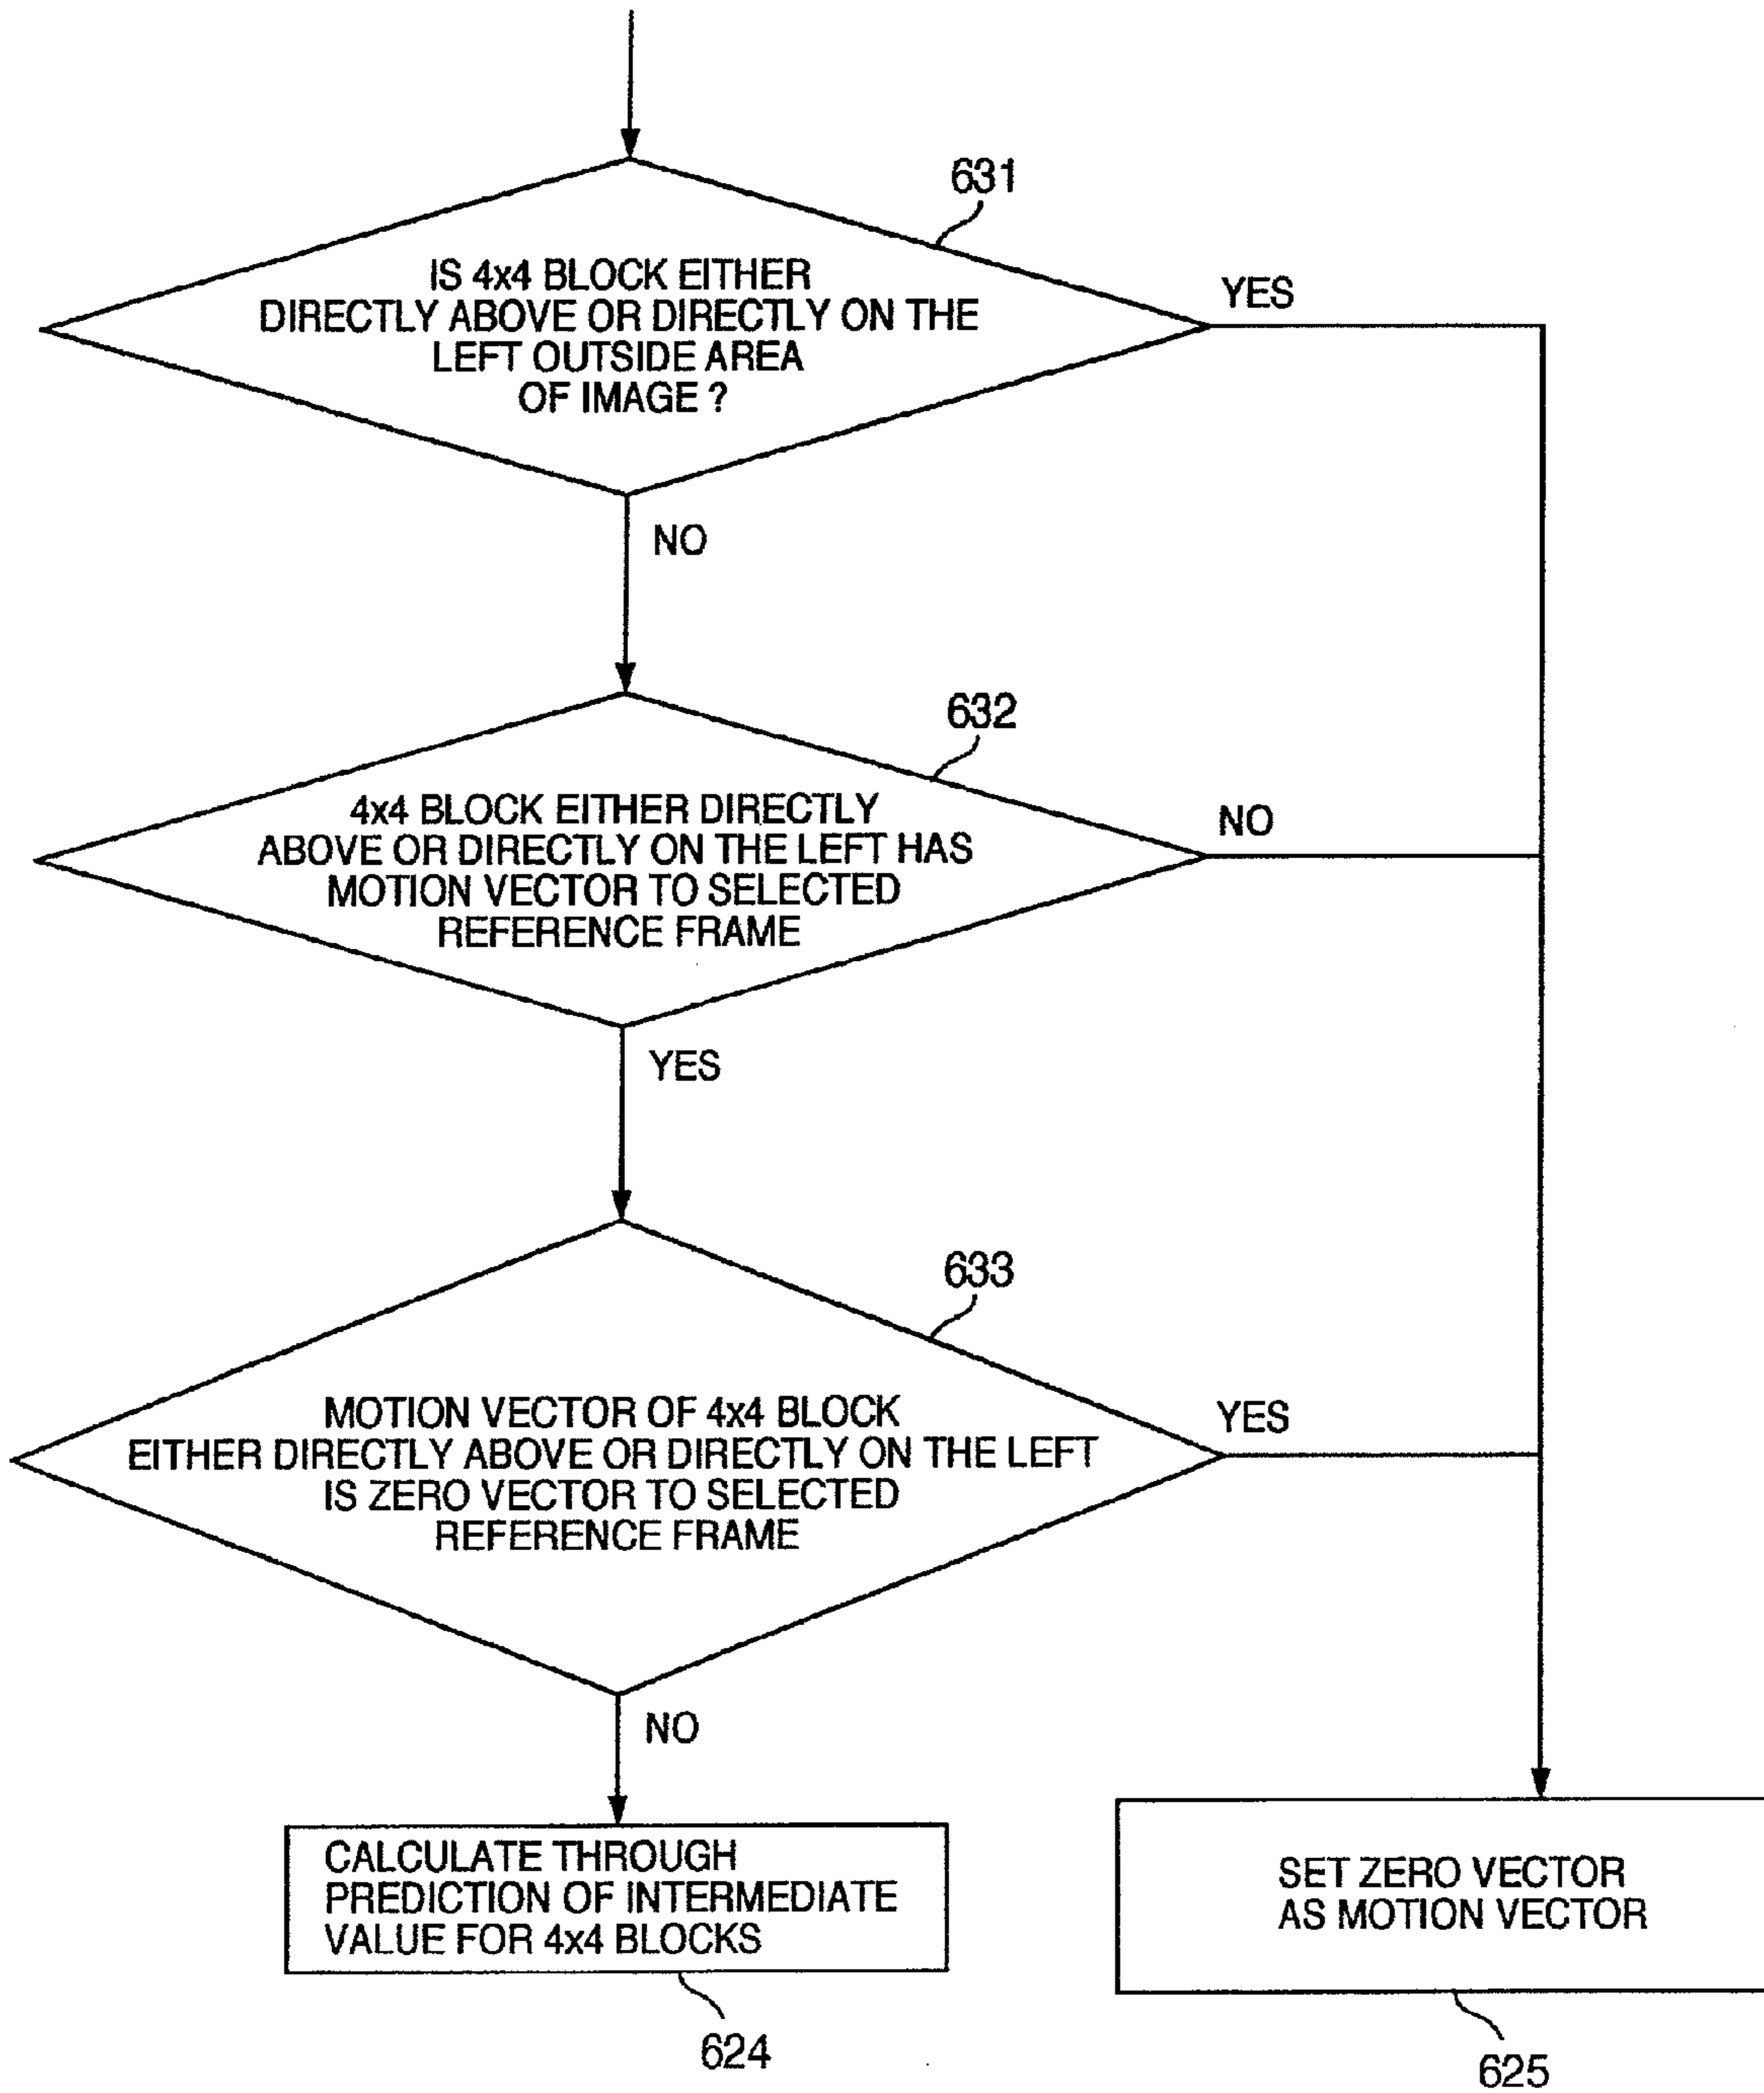 631
IS 4x4 BLOCK EITHER
DIRECTLY ABOVE OR DIRECTLY ON THE
LEFT OUTSIDE AREA
OF IMAGE ?
YES
NO
632
4x4 BLOCK EITHER DIRECTLY
ABOVE OR DIRECTLY ON THE LEFT HAS
MOTION VECTOR TO SELECTED
REFERENCE FRAME
NO
YES
633
MOTION VECTOR OF 4x4 BLOCK
EITHER DIRECTLY ABOVE OR DIRECTLY ON THE LEFT
IS ZERO VECTOR TO SELECTED
REFERENCE FRAME
YES
NO
CALCULATE THROUGH
PREDICTION OF INTERMEDIATE
VALUE FOR 4x4 BLOCKS
624
SET ZERO VECTOR
AS MOTION VECTOR
625